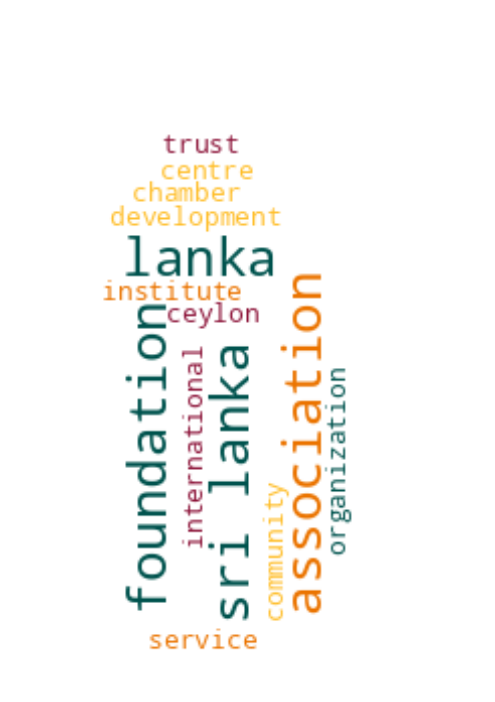 trust
centre
chamber
development
lanka
institute
ceylon
foundation
international
sri lanka
community
association
organization
service